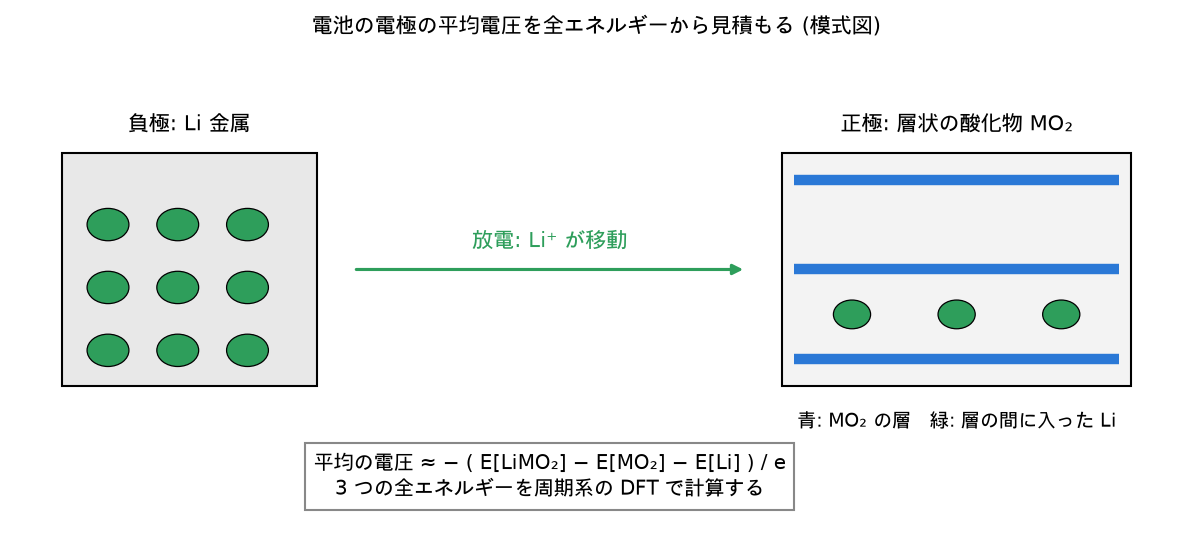 電池の電極の平均電圧を全エネルギーから見積もる (模式図)
負極: Li 金属
正極: 層状の酸化物 MO₂
放電: Li⁺ が移動
青: MO₂ の層　緑: 層の間に入った Li
平均の電圧 ≈ − ( E[LiMO₂] − E[MO₂] − E[Li] ) / e
3 つの全エネルギーを周期系の DFT で計算する